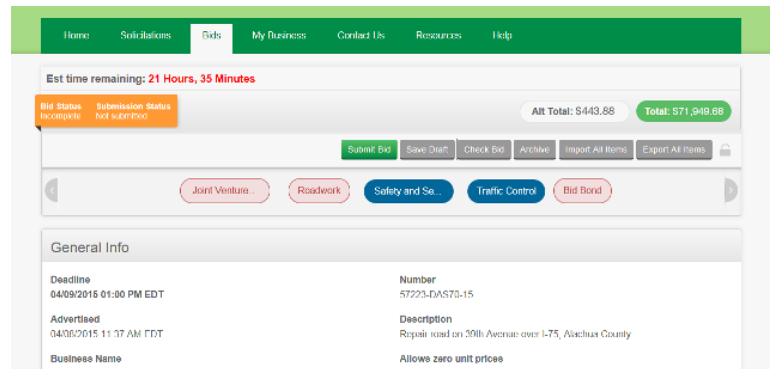 Home Solicitations Bids My Business Contact Us Resources Help
Est time remaining: 21 Hours, 35 Minutes
Bid Status Submission Status
Incomplete Not submitted
Alt Total: $443.88 Total: $71,949.68
Submit Bid Save Draft Check Bid Archive Import All Items Export All Items
Joint Venture... Roadwork Safety and Se... Traffic Control Bid Bond
General Info
Deadline Number
04/09/2015 01:00 PM EDT 57223-DAS70-15
Advertised Description
04/08/2015 11:37 AM EDT Repair road on 39th Avenue over I-75, Alachua County
Business Name Allows zero unit prices